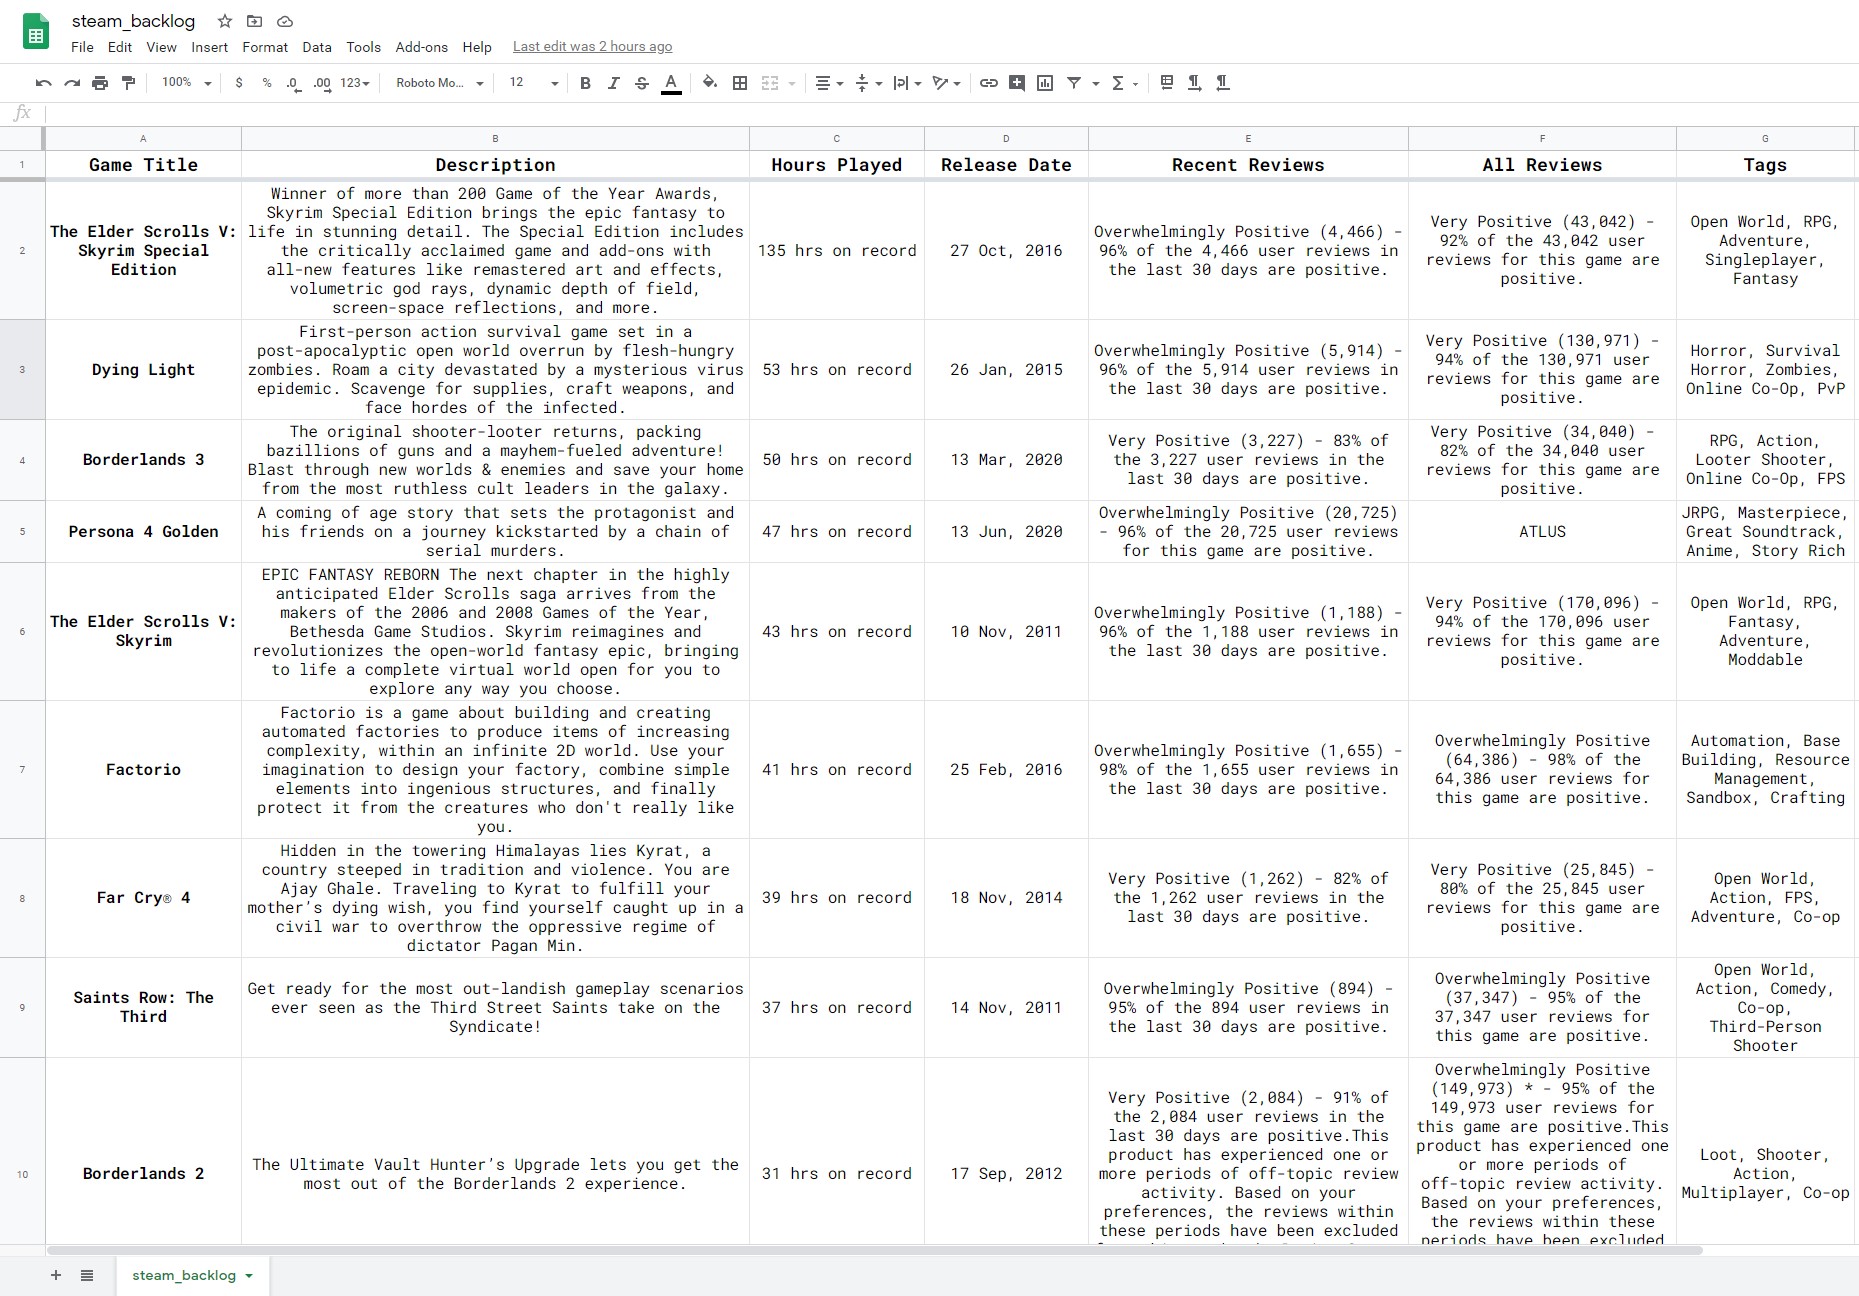 steam_backlog
File Edit View Insert Format Data Tools Add-ons Help Last edit was 2 hours ago
100% $ % .0 .00 123 Roboto Mo... 12 B I S A
fx
A B C D E F G
1 Game Title Description Hours Played Release Date Recent Reviews All Reviews Tags
2
The Elder Scrolls V:
Skyrim Special
Edition
Winner of more than 200 Game of the Year Awards,
Skyrim Special Edition brings the epic fantasy to
life in stunning detail. The Special Edition includes
the critically acclaimed game and add-ons with
all-new features like remastered art and effects,
volumetric god rays, dynamic depth of field,
screen-space reflections, and more.
135 hrs on record
27 Oct, 2016
Overwhelmingly Positive (4,466) -
96% of the 4,466 user reviews in
the last 30 days are positive.
Very Positive (43,042) -
92% of the 43,042 user
reviews for this game are
positive.
Open World, RPG,
Adventure,
Singleplayer,
Fantasy
3
Dying Light
First-person action survival game set in a
post-apocalyptic open world overrun by flesh-hungry
zombies. Roam a city devastated by a mysterious virus
epidemic. Scavenge for supplies, craft weapons, and
face hordes of the infected.
53 hrs on record
26 Jan, 2015
Overwhelmingly Positive (5,914) -
96% of the 5,914 user reviews in
the last 30 days are positive.
Very Positive (130,971) -
94% of the 130,971 user
reviews for this game are
positive.
Horror, Survival
Horror, Zombies,
Online Co-Op, PvP
4
Borderlands 3
The original shooter-looter returns, packing
bazillions of guns and a mayhem-fueled adventure!
Blast through new worlds & enemies and save your home
from the most ruthless cult leaders in the galaxy.
50 hrs on record
13 Mar, 2020
Very Positive (3,227) - 83% of
the 3,227 user reviews in the
last 30 days are positive.
Very Positive (34,040) -
82% of the 34,040 user
reviews for this game are
positive.
RPG, Action,
Looter Shooter,
Online Co-Op, FPS
5
Persona 4 Golden
A coming of age story that sets the protagonist and
his friends on a journey kickstarted by a chain of
serial murders.
47 hrs on record
13 Jun, 2020
Overwhelmingly Positive (20,725)
- 96% of the 20,725 user reviews
for this game are positive.
ATLUS
JRPG, Masterpiece,
Great Soundtrack,
Anime, Story Rich
6
The Elder Scrolls V:
Skyrim
EPIC FANTASY REBORN The next chapter in the highly
anticipated Elder Scrolls saga arrives from the
makers of the 2006 and 2008 Games of the Year,
Bethesda Game Studios. Skyrim reimagines and
revolutionizes the open-world fantasy epic, bringing
to life a complete virtual world open for you to
explore any way you choose.
43 hrs on record
10 Nov, 2011
Overwhelmingly Positive (1,188) -
96% of the 1,188 user reviews in
the last 30 days are positive.
Very Positive (170,096) -
94% of the 170,096 user
reviews for this game are
positive.
Open World, RPG,
Fantasy,
Adventure,
Moddable
7
Factorio
Factorio is a game about building and creating
automated factories to produce items of increasing
complexity, within an infinite 2D world. Use your
imagination to design your factory, combine simple
elements into ingenious structures, and finally
protect it from the creatures who don't really like
you.
41 hrs on record
25 Feb, 2016
Overwhelmingly Positive (1,655) -
98% of the 1,655 user reviews in
the last 30 days are positive.
Overwhelmingly Positive
(64,386) - 98% of the
64,386 user reviews for
this game are positive.
Automation, Base
Building, Resource
Management,
Sandbox, Crafting
8
Far Cry® 4
Hidden in the towering Himalayas lies Kyrat, a
country steeped in tradition and violence. You are
Ajay Ghale. Traveling to Kyrat to fulfill your
mother’s dying wish, you find yourself caught up in a
civil war to overthrow the oppressive regime of
dictator Pagan Min.
39 hrs on record
18 Nov, 2014
Very Positive (1,262) - 82% of
the 1,262 user reviews in the
last 30 days are positive.
Very Positive (25,845) -
80% of the 25,845 user
reviews for this game are
positive.
Open World,
Action, FPS,
Adventure, Co-op
9
Saints Row: The
Third
Get ready for the most out-landish gameplay scenarios
ever seen as the Third Street Saints take on the
Syndicate!
37 hrs on record
14 Nov, 2011
Overwhelmingly Positive (894) -
95% of the 894 user reviews in
the last 30 days are positive.
Overwhelmingly Positive
(37,347) - 95% of the
37,347 user reviews for
this game are positive.
Open World,
Action, Comedy,
Co-op,
Third-Person
Shooter
10
Borderlands 2
The Ultimate Vault Hunter’s Upgrade lets you get the
most out of the Borderlands 2 experience.
31 hrs on record
17 Sep, 2012
Very Positive (2,084) - 91% of
the 2,084 user reviews in the
last 30 days are positive.This
product has experienced one or
more periods of off-topic review
activity. Based on your
preferences, the reviews within
these periods have been excluded
Overwhelmingly Positive
(149,973) * - 95% of the
149,973 user reviews for
this game are positive.This
product has experienced one
or more periods of
off-topic review activity.
Based on your preferences,
the reviews within these
periods have been excluded
Loot, Shooter,
Action,
Multiplayer, Co-op
steam_backlog